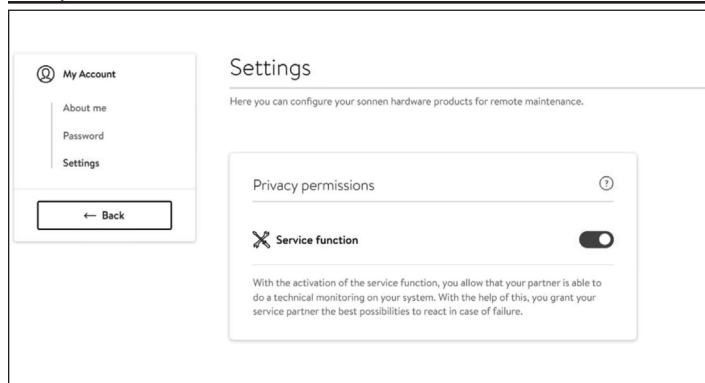 My Account
About me
Password
Settings
← Back
Settings
Here you can configure your sonnen hardware products for remote maintenance.
Privacy permissions
?
Service function
With the activation of the service function, you allow that your partner is able to
do a technical monitoring on your system. With the help of this, you grant your
service partner the best possibilities to react in case of failure.